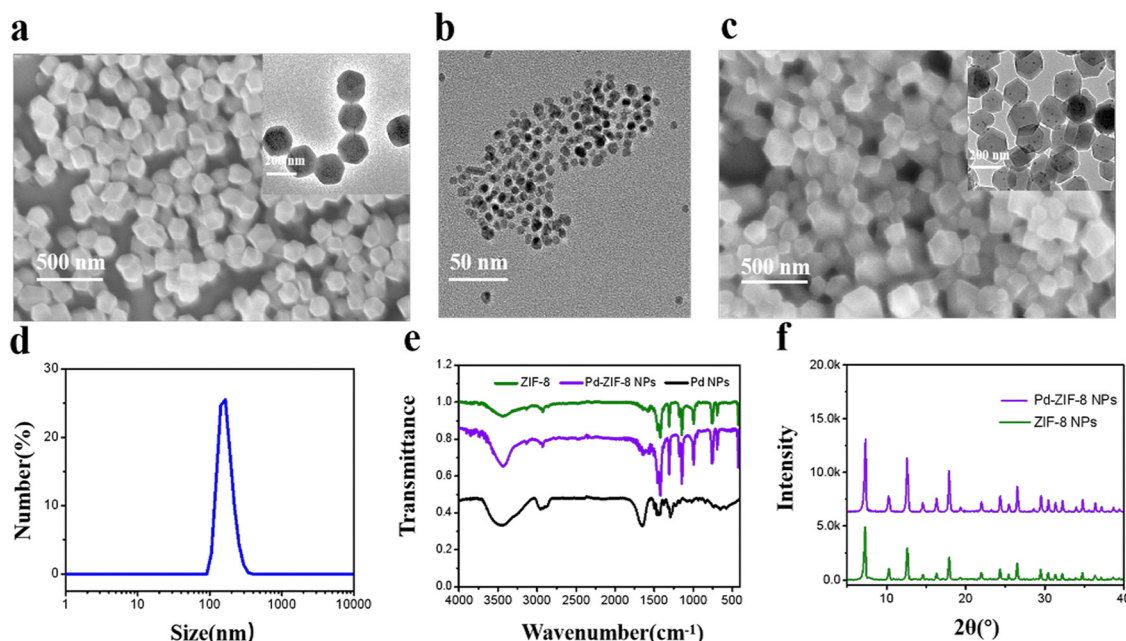 a
b
c
200 nm
500 nm
50 nm
200 nm
500 nm
d
e
f
30
20
10
0
Number(%)
1 10 100 1000 10000
Size(nm)
1.2
1.0
0.8
0.6
0.4
0.2
0.0
Transmittance
ZIF-8 Pd-ZIF-8 NPs Pd NPs
4000 3500 3000 2500 2000 1500 1000 500
Wavenumber(cm⁻¹)
20.0k
15.0k
10.0k
5.0k
0.0
Intensity
Pd-ZIF-8 NPs
ZIF-8 NPs
10 20 30 40
2θ(°)